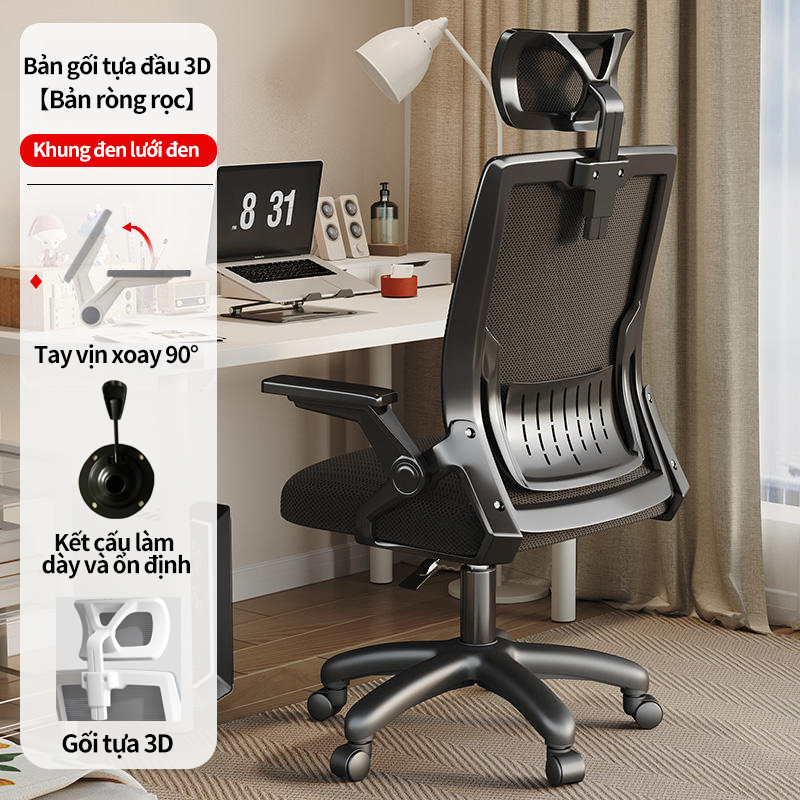 Bản gối tựa đầu 3D
【Bản ròng rọc】
Khung đen lưới đen
Tay vịn xoay 90°
Kết cấu làm
dày và ổn định
Gối tựa 3D
PM 8 31